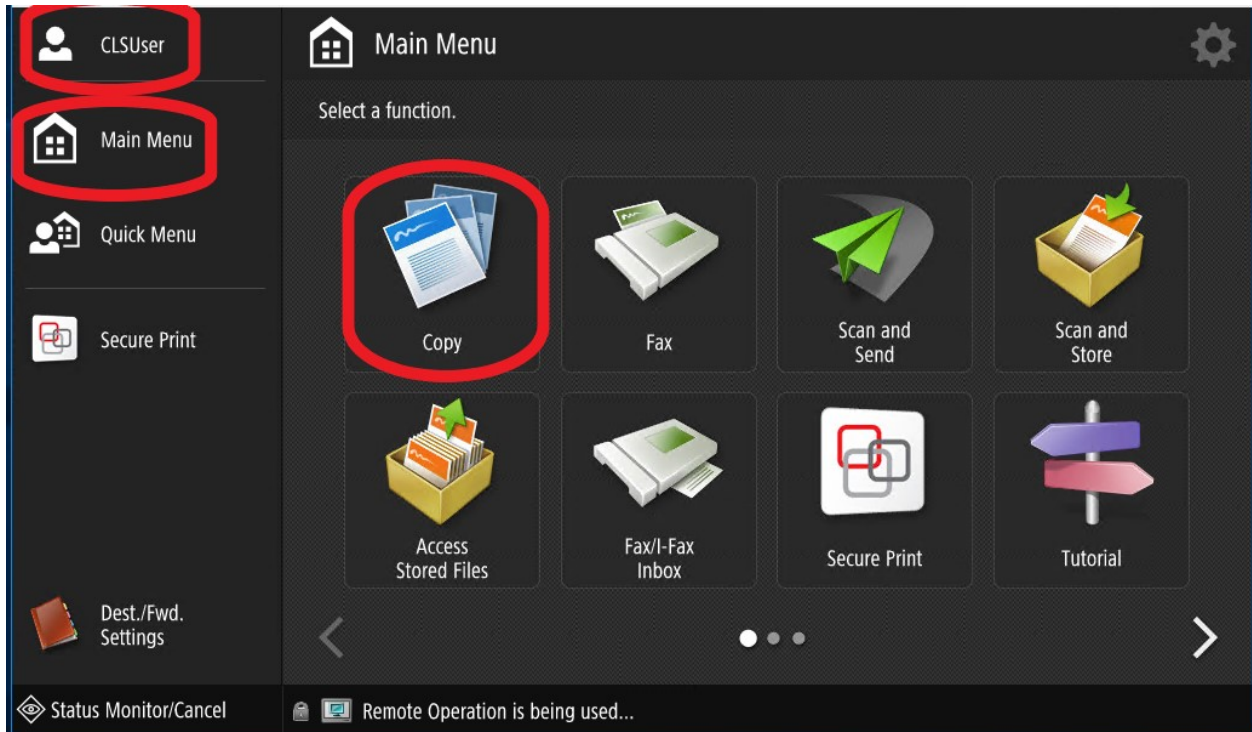 CLSUser
Main Menu
Quick Menu
Secure Print
Dest./Fwd.
Settings
Main Menu
Select a function.
Copy
Fax
Scan and
Send
Scan and
Store
Access
Stored Files
Fax/I-Fax
Inbox
Secure Print
Tutorial
Status Monitor/Cancel
Remote Operation is being used...